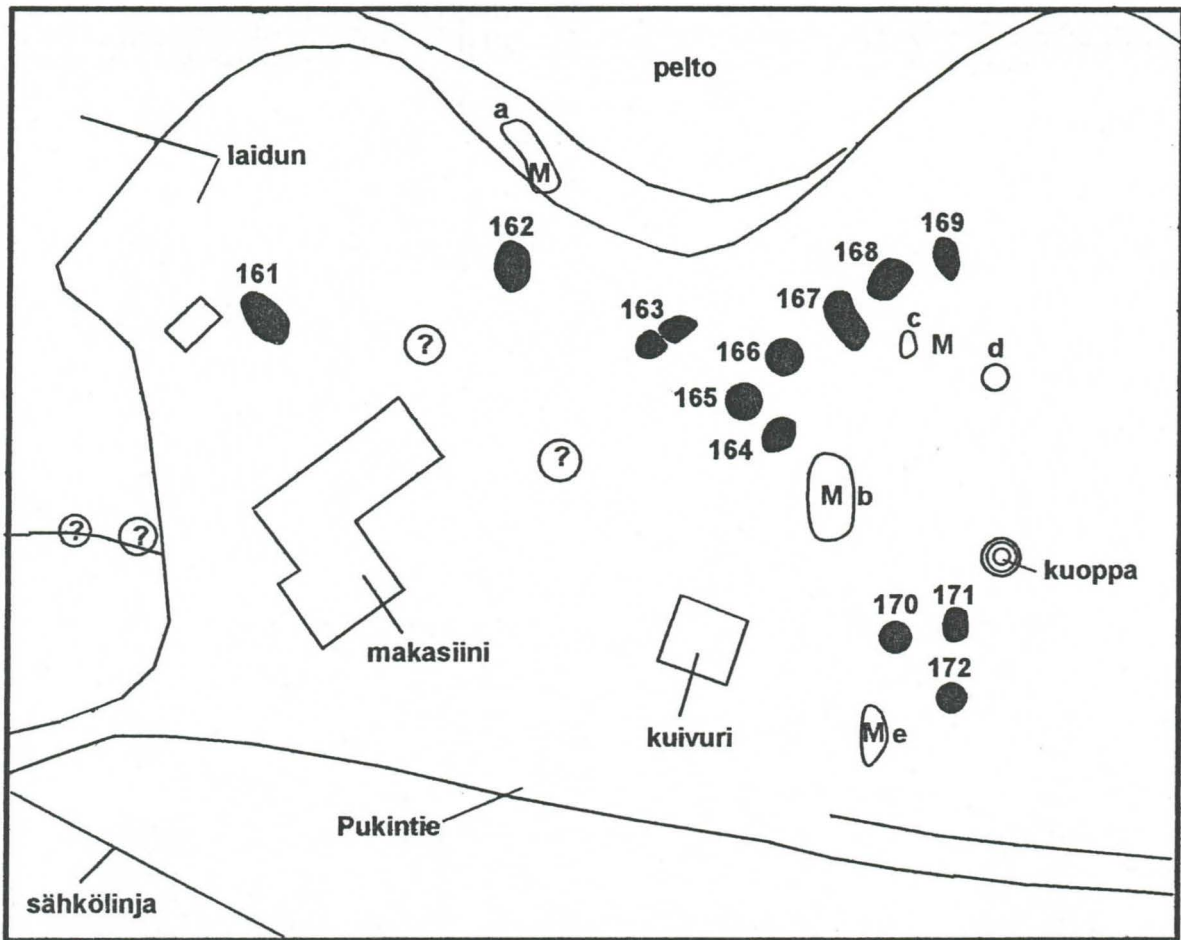 pelto
a
laidun
M
162
169
168
161
167
163
c
166
M
d
?
165
164
?
M b
?
?
kuoppa
171
170
makasiini
172
M e
kuivuri
Pukintie
sähkölinja